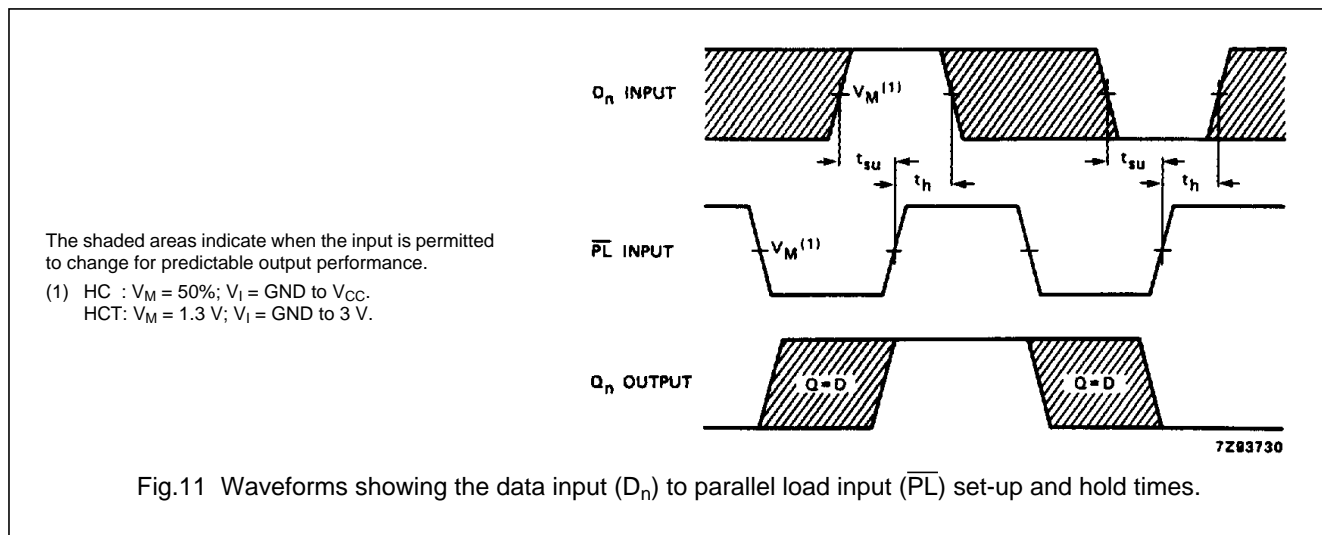 Dn INPUT
VM(1)
tsu
th
tsu
th
The shaded areas indicate when the input is permitted
to change for predictable output performance.
(1) HC : VM = 50%; VI = GND to VCC.
HCT: VM = 1.3 V; VI = GND to 3 V.
P̅L̅ INPUT
VM(1)
Qn OUTPUT
Q=D
Q=D
7Z93730
Fig.11 Waveforms showing the data input (Dn) to parallel load input (P̅L̅) set-up and hold times.